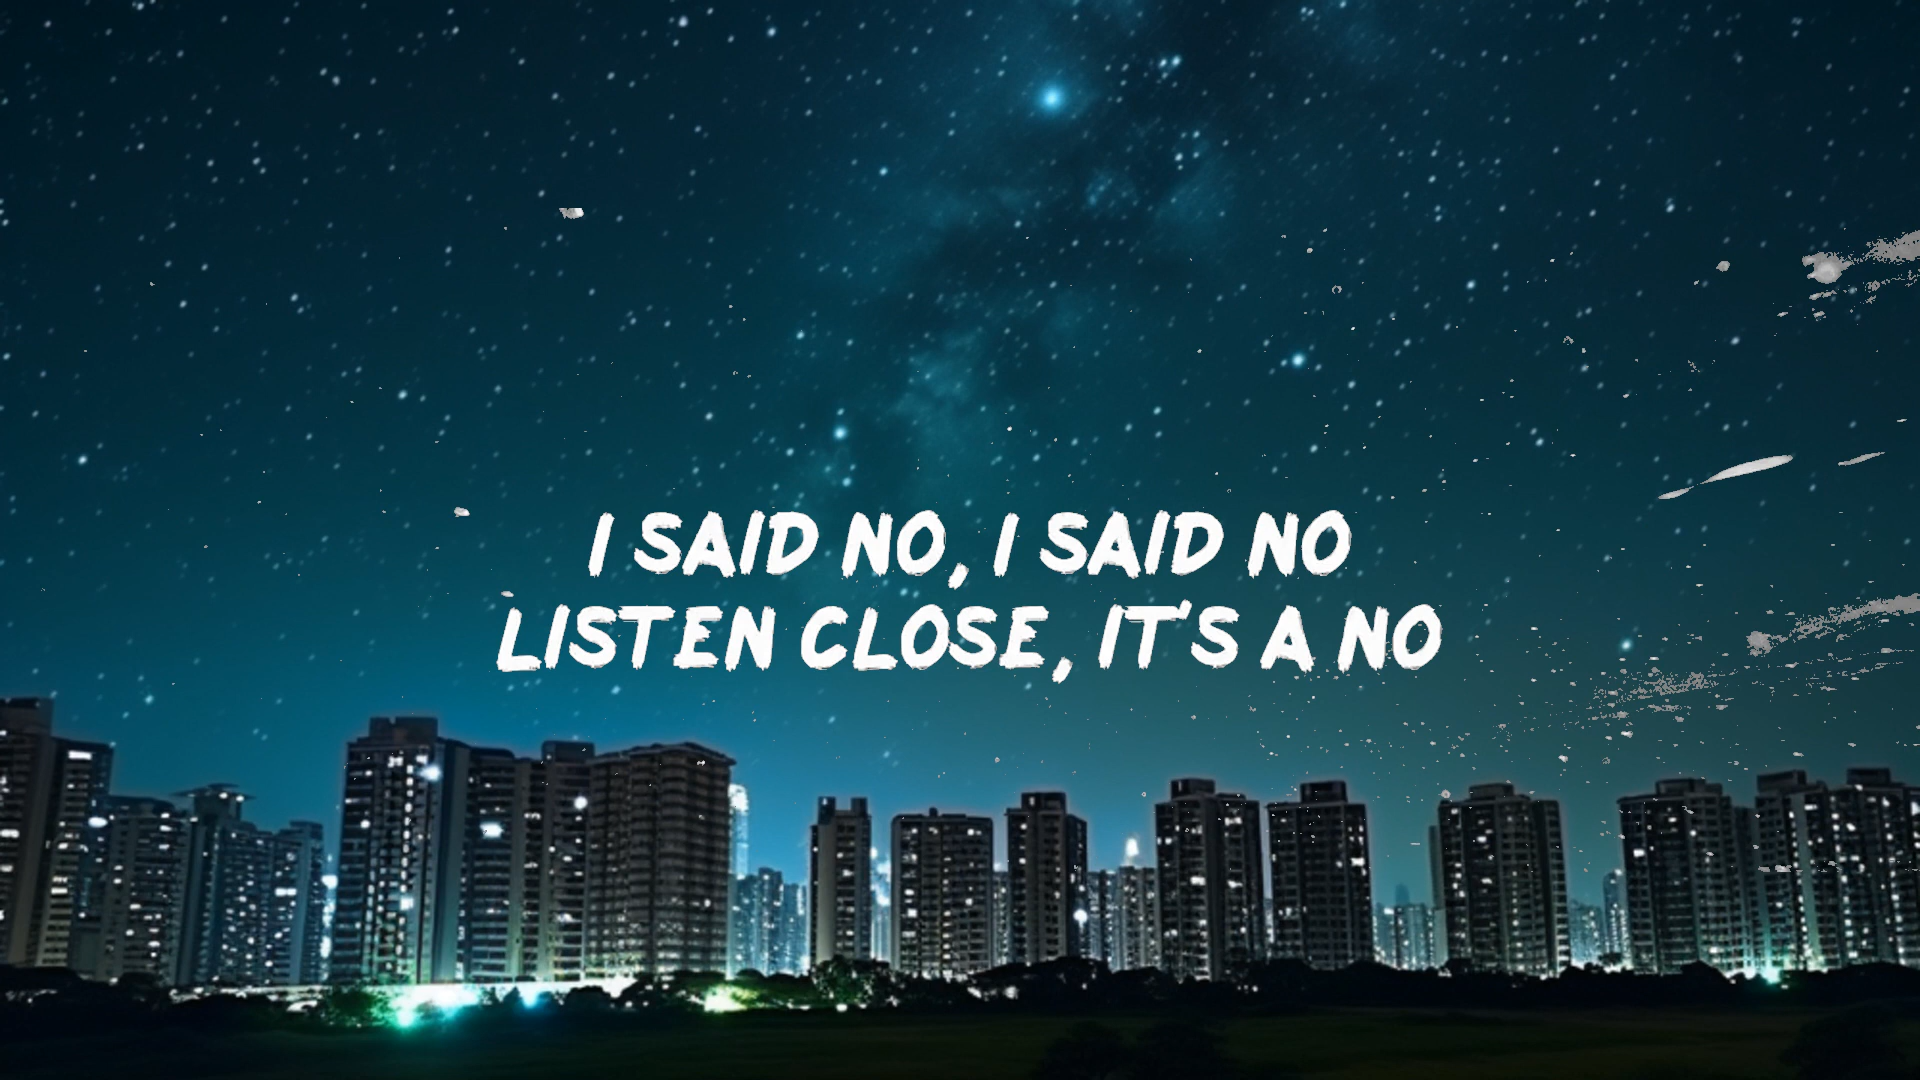 I SAID NO, I SAID NO
LISTEN CLOSE, IT'S A NO